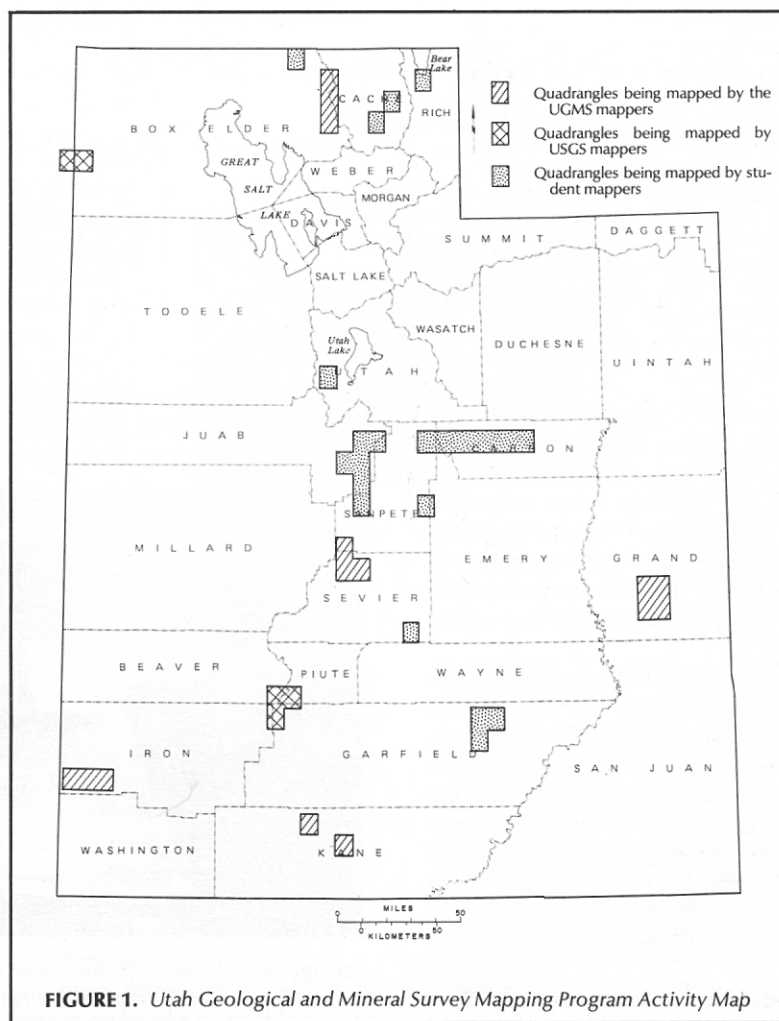 Bear
Lake
CACHE
RICH
BOX ELDER
GREAT
SALT
LAKE
WEBER
MORGAN
DAVIS
SUMMIT
DAGGETT
SALT LAKE
TOOELE
WASATCH
DUCHESNE
UINTAH
Utah
Lake
UTAH
JUAB
CARBON
SANPETE
MILLARD
EMERY
GRAND
SEVIER
BEAVER
PIUTE
WAYNE
IRON
GARFIELD
SAN JUAN
WASHINGTON
KANE
Quadrangles being mapped by the
UGMS mappers
Quadrangles being mapped by
USGS mappers
Quadrangles being mapped by stu-
dent mappers
MILES
0 50
0 50
KILOMETERS
FIGURE 1. Utah Geological and Mineral Survey Mapping Program Activity Map